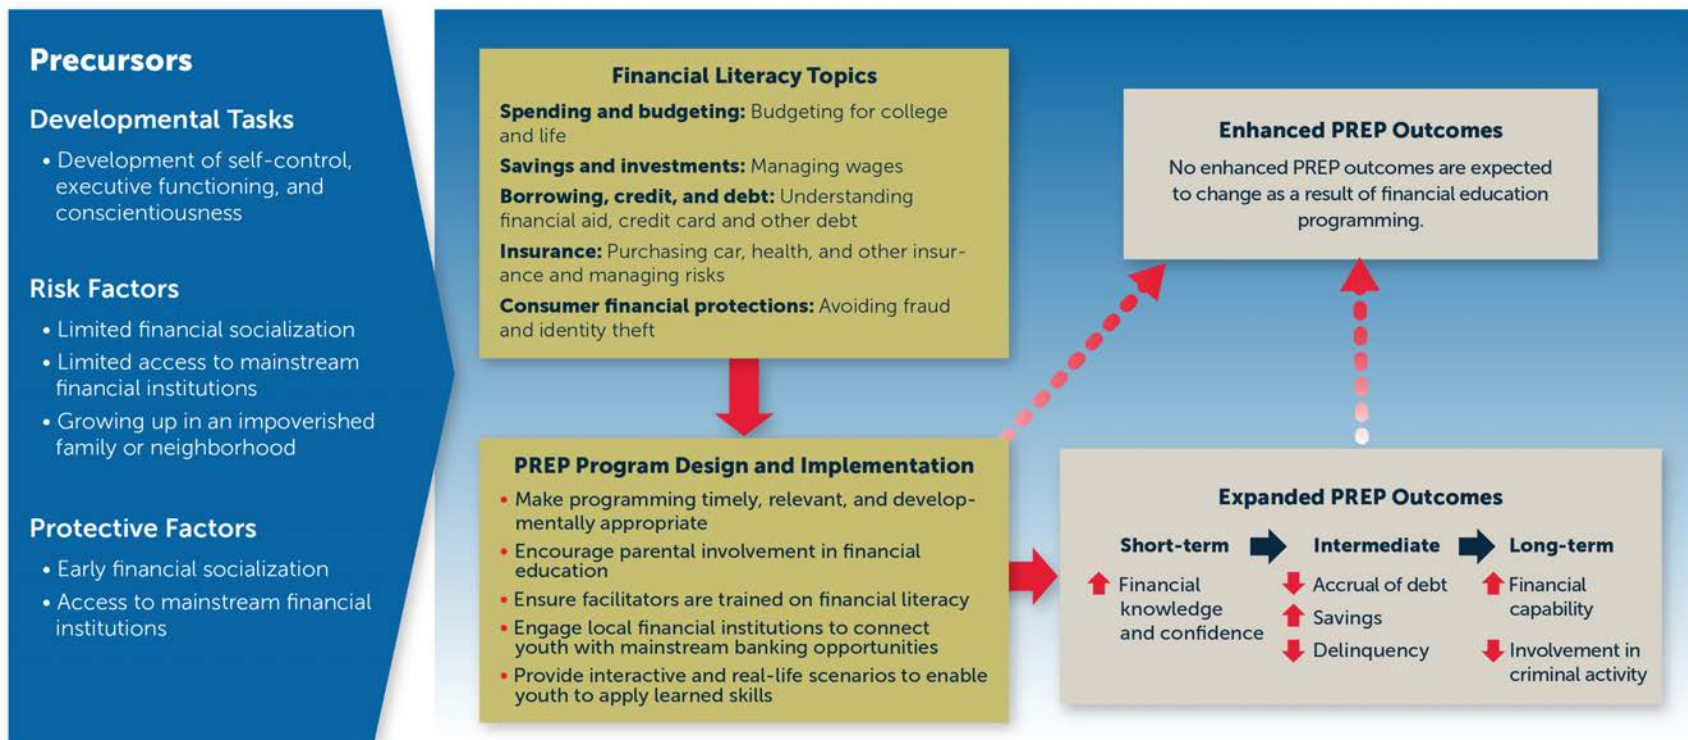 Precursors
Developmental Tasks
• Development of self-control,
executive functioning, and
conscientiousness
Risk Factors
• Limited financial socialization
• Limited access to mainstream
financial institutions
• Growing up in an impoverished
family or neighborhood
Protective Factors
• Early financial socialization
• Access to mainstream financial
institutions
Financial Literacy Topics
Spending and budgeting: Budgeting for college
and life
Savings and investments: Managing wages
Borrowing, credit, and debt: Understanding
financial aid, credit card and other debt
Insurance: Purchasing car, health, and other insur-
ance and managing risks
Consumer financial protections: Avoiding fraud
and identity theft
PREP Program Design and Implementation
• Make programming timely, relevant, and develop-
mentally appropriate
• Encourage parental involvement in financial
education
• Ensure facilitators are trained on financial literacy
• Engage local financial institutions to connect
youth with mainstream banking opportunities
• Provide interactive and real-life scenarios to enable
youth to apply learned skills
Enhanced PREP Outcomes
No enhanced PREP outcomes are expected
to change as a result of financial education
programming.
Expanded PREP Outcomes
Short-term
Financial
knowledge
and confidence
Intermediate
Accrual of debt
Savings
Delinquency
Long-term
Financial
capability
Involvement in
criminal activity